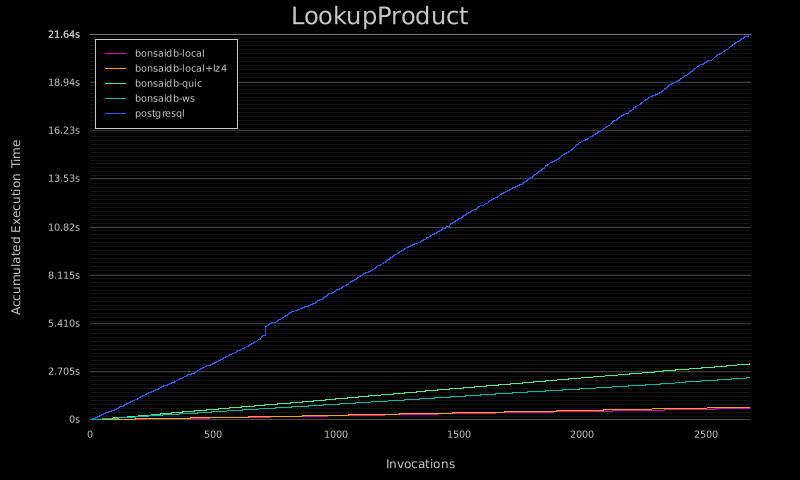 LookupProduct
21.64s
18.94s
16.23s
13.53s
10.82s
8.115s
5.410s
2.705s
0s
Accumulated Execution Time
bonsaidb-local
bonsaidb-local+lz4
bonsaidb-quic
bonsaidb-ws
postgresql
0 500 1000 1500 2000 2500
Invocations